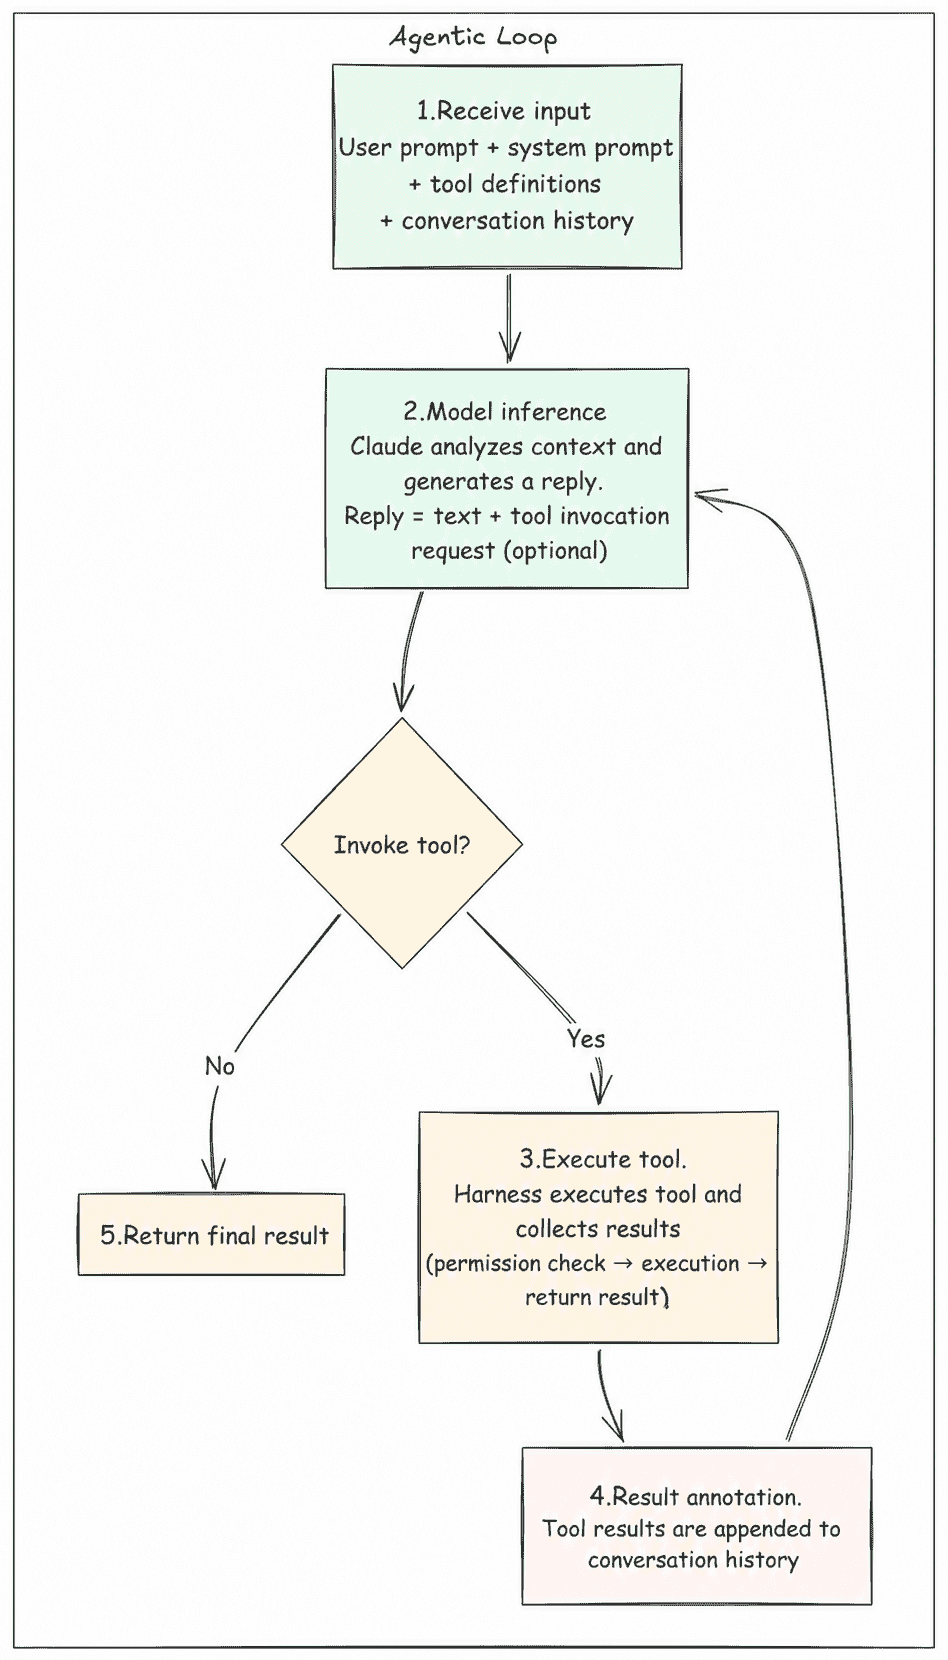 Agentic Loop
1.Receive input
User prompt + system prompt
+ tool definitions
+ conversation history
2.Model inference
Claude analyzes context and
generates a reply.
Reply = text + tool invocation
request (optional)
Invoke tool?
No
Yes
5.Return final result
3.Execute tool.
Harness executes tool and
collects results
(permission check → execution →
return result)
4.Result annotation.
Tool results are appended to
conversation history